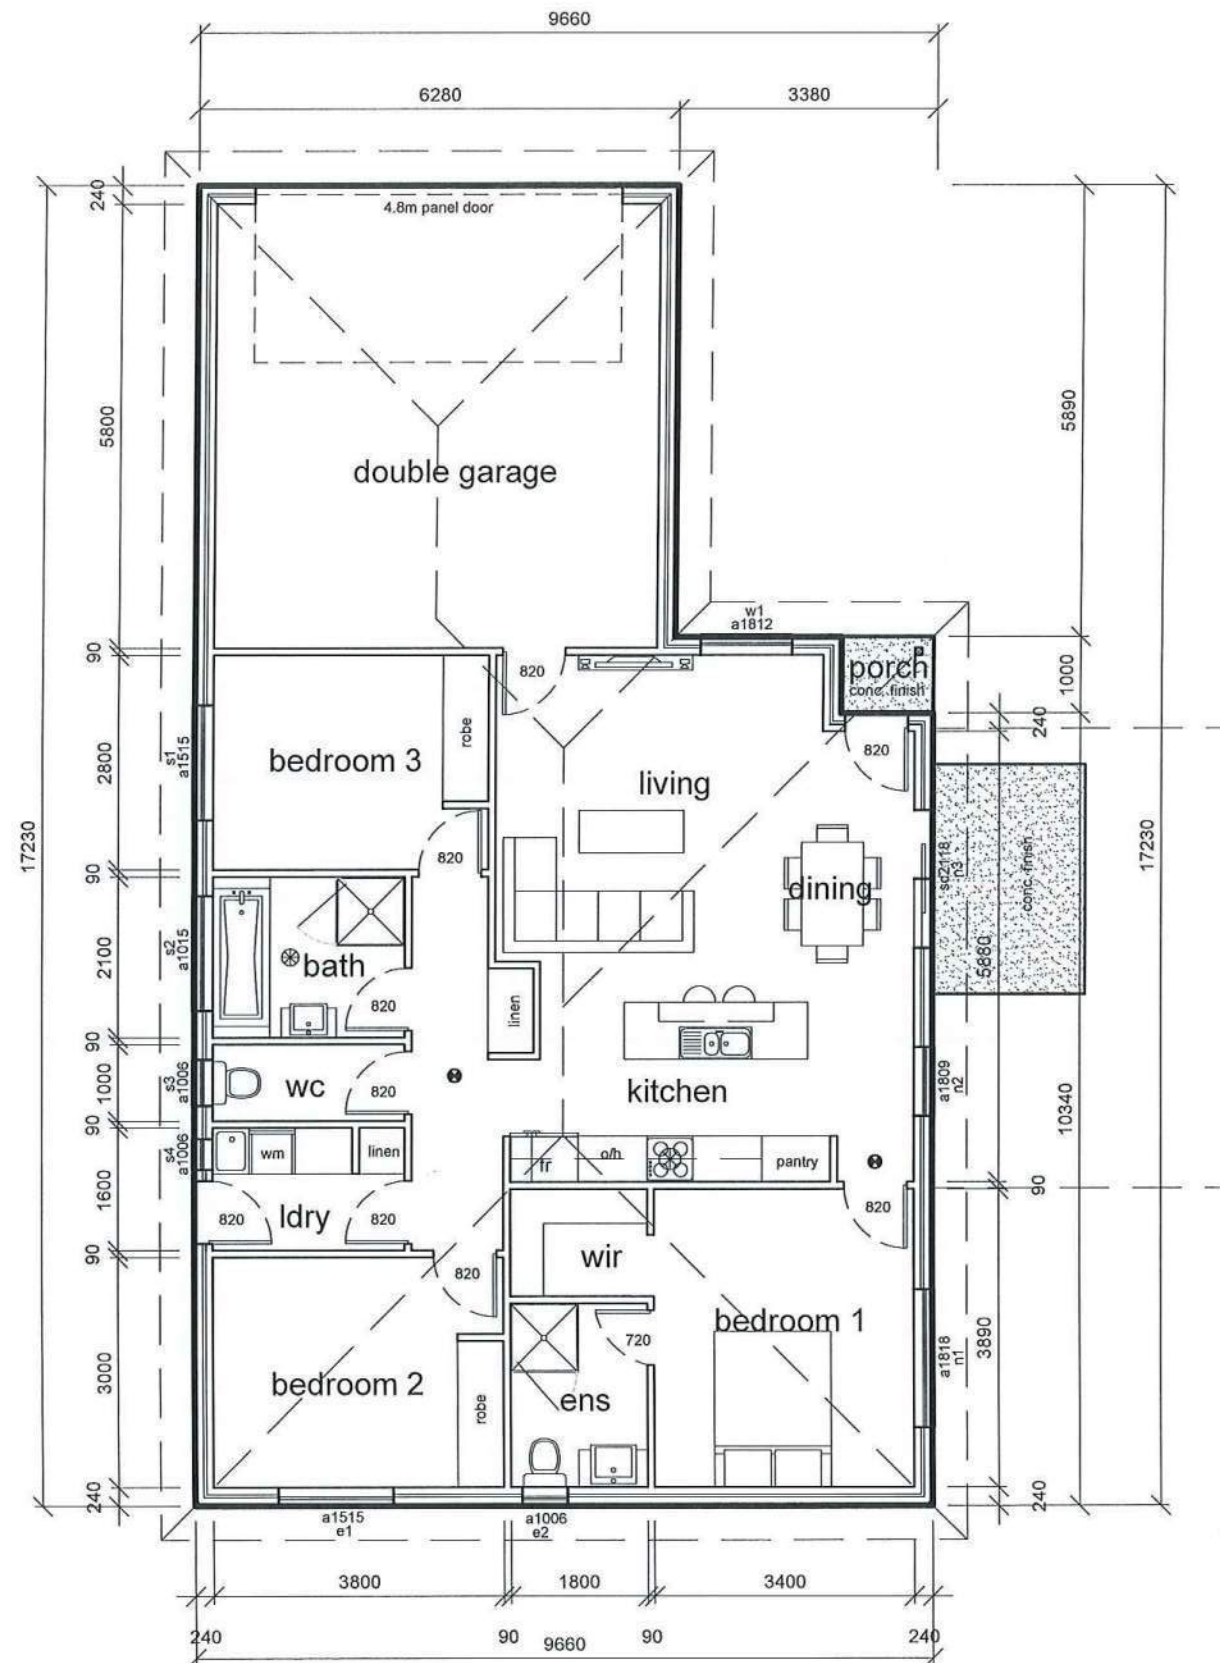 9660
6280
3380
240
4.8m panel door
5800
5890
17230
17230
double garage
w1
a1812
90
820
porch
conc. finish
1000
240
robe
s1
a1515
2800
bedroom 3
living
820
820
90
dining
sd2118
n3
conc. finish
s2
a1015
2100
bath
820
5880
linen
90
s3
a1006
1000
wc
820
kitchen
a1809
n2
10340
90
s4
a1006
wm
linen
fr
o/h
pantry
1600
820
ldry
820
90
820
wir
90
820
bedroom 1
720
a1818
n1
3890
3000
bedroom 2
robe
ens
240
240
a1515
e1
a1006
e2
3800
1800
3400
240
90
9660
90
240